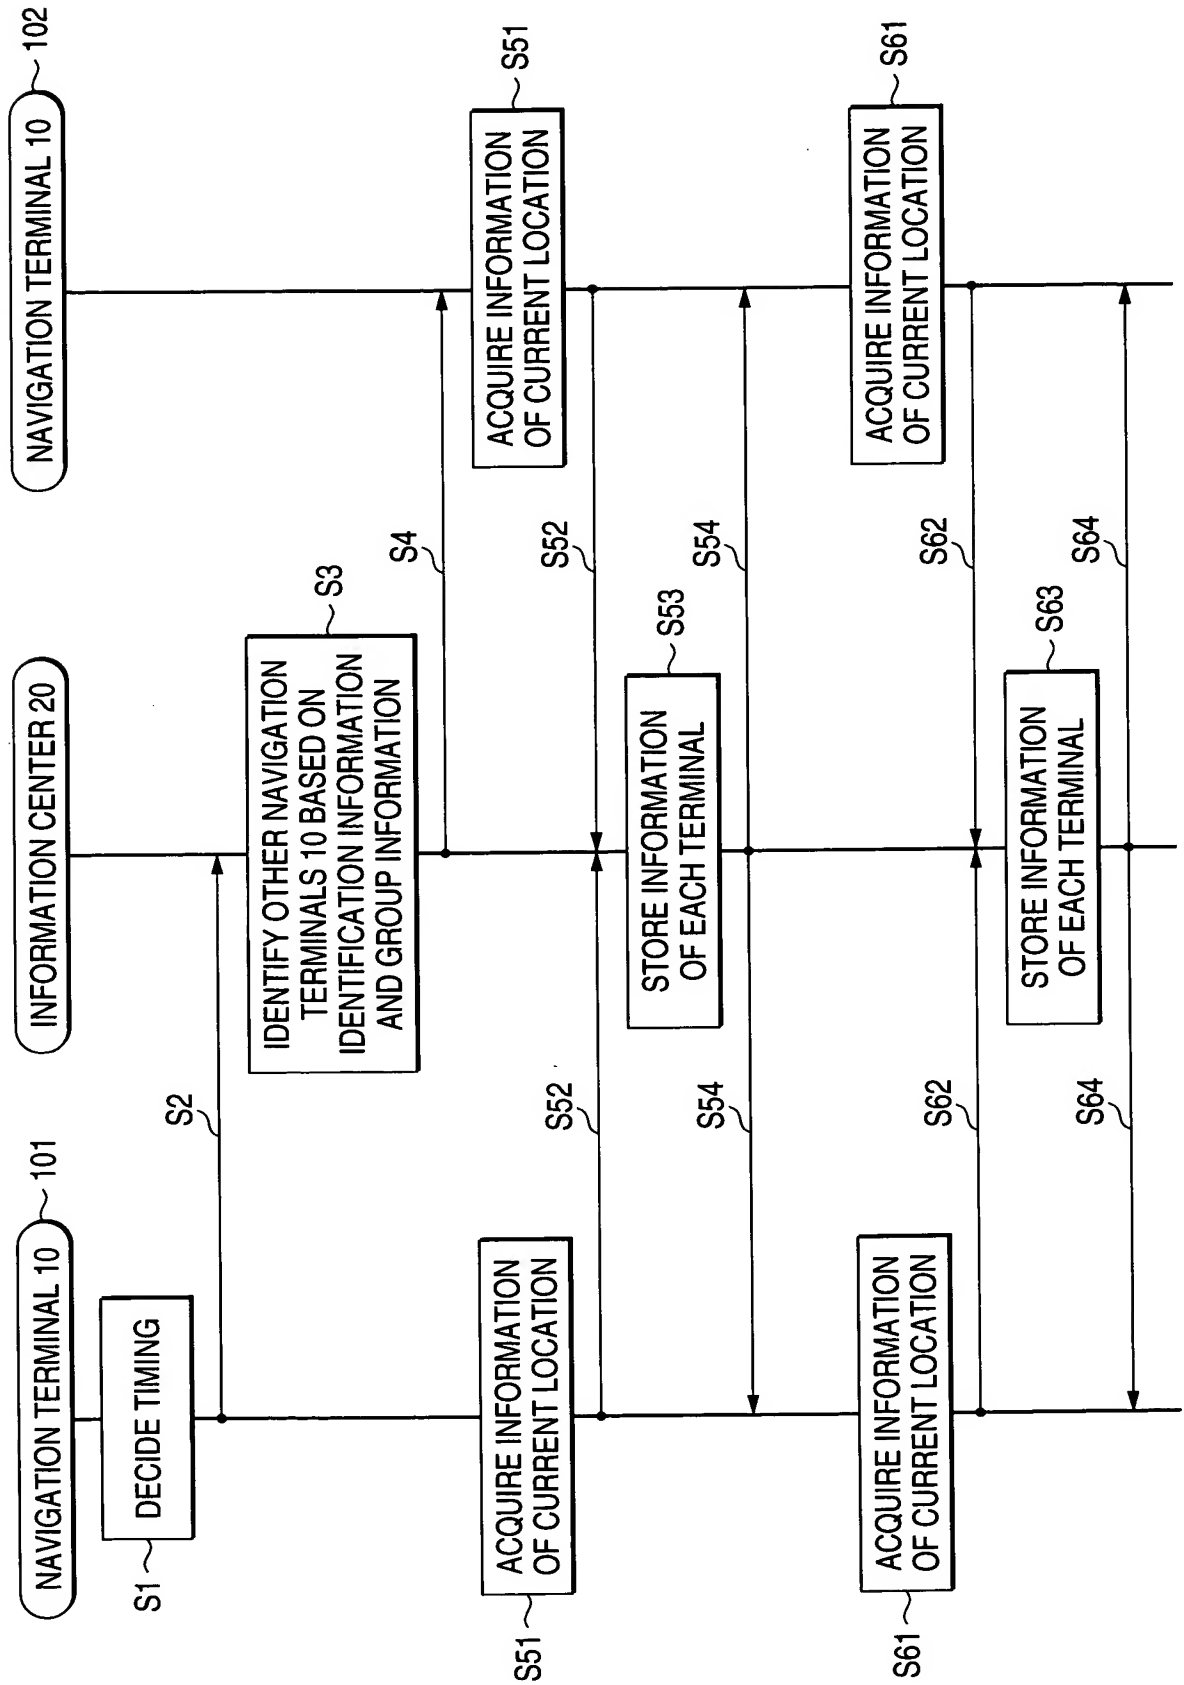 NAVIGATION TERMINAL 10
101
INFORMATION CENTER 20
NAVIGATION TERMINAL 10
102
S1
DECIDE TIMING
S2
IDENTIFY OTHER NAVIGATION
TERMINALS 10 BASED ON
IDENTIFICATION INFORMATION
AND GROUP INFORMATION
S3
S4
S51
ACQUIRE INFORMATION
OF CURRENT LOCATION
ACQUIRE INFORMATION
OF CURRENT LOCATION
S51
S52
S52
STORE INFORMATION
OF EACH TERMINAL
S53
S54
S54
S61
ACQUIRE INFORMATION
OF CURRENT LOCATION
ACQUIRE INFORMATION
OF CURRENT LOCATION
S61
S62
S62
STORE INFORMATION
OF EACH TERMINAL
S63
S64
S64